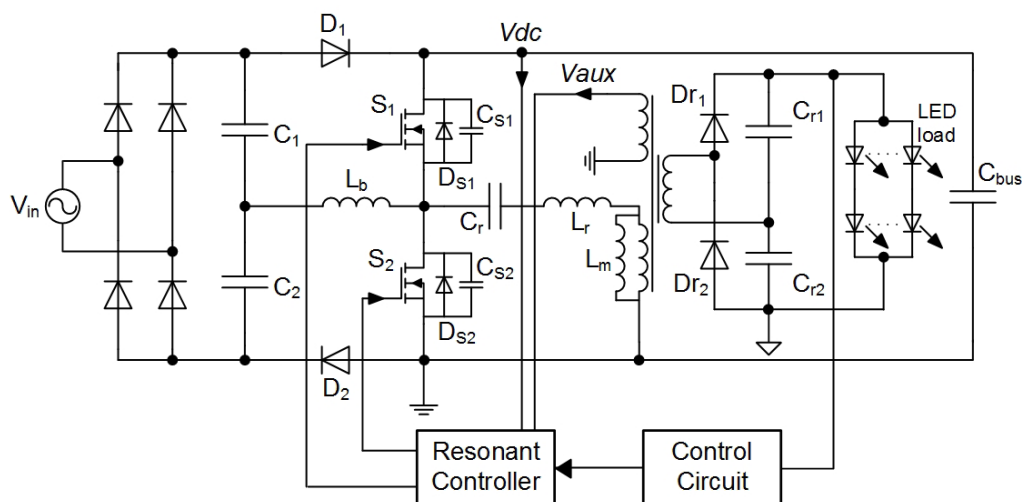 D1
Vdc
Vaux
Dr1
Cr1
LED
load
S1
CS1
C1
DS1
Lb
Cbus
Vin
Cr
Lr
S2
CS2
Lm
C2
Dr2
Cr2
DS2
D2
Resonant
Controller
Control
Circuit